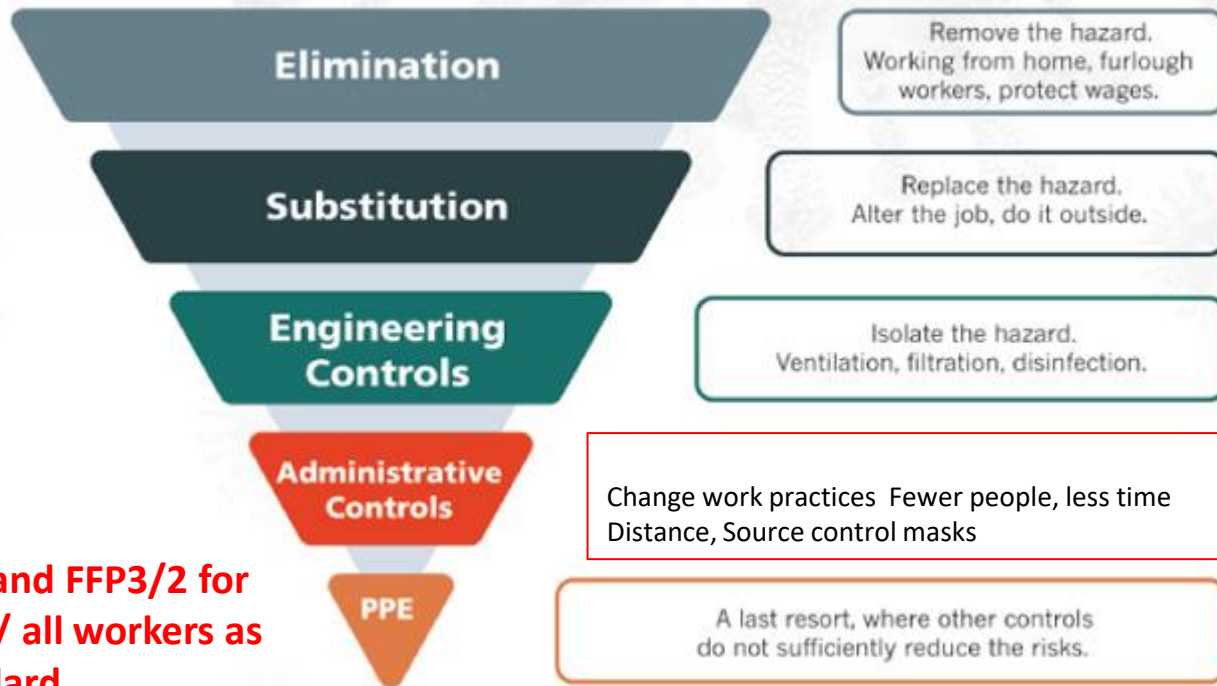 Elimination
Remove the hazard.
Working from home, furlough
workers, protect wages.
Substitution
Replace the hazard.
Alter the job, do it outside.
Engineering
Controls
Isolate the hazard.
Ventilation, filtration, disinfection.
Administrative
Controls
Change work practices Fewer people, less time
Distance, Source control masks
and FFP3/2 for
/ all workers as
PPE
A last resort, where other controls
do not sufficiently reduce the risks.